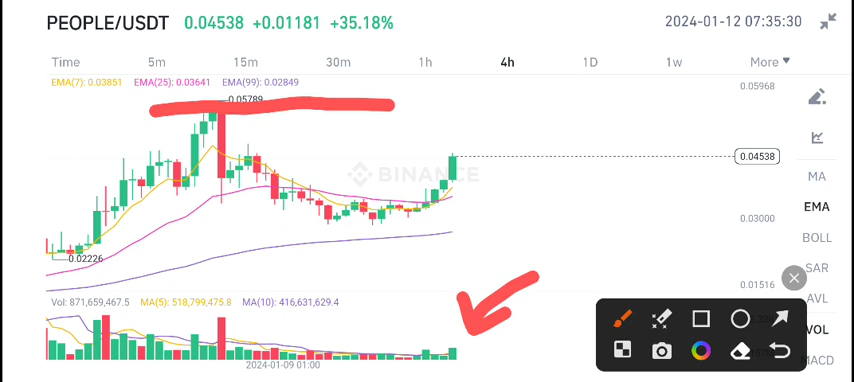 PEOPLE/USDT 0.04538 +0.01181 +35.18% 2024-01-12 07:35:30
Time 5m 15m 30m 1h 4h 1D 1w More
EMA(7): 0.03851 EMA(25): 0.03641 EMA(99): 0.02849
0.05968
0.05789
0.04538
BINANCE
MA
EMA
0.03000
BOLL
0.02226
SAR
0.01516
AVL
Vol: 871,659,467.5 MA(5): 518,799,475.8 MA(10): 416,631,629.4
VOL
MACD
2024-01-09 01:00